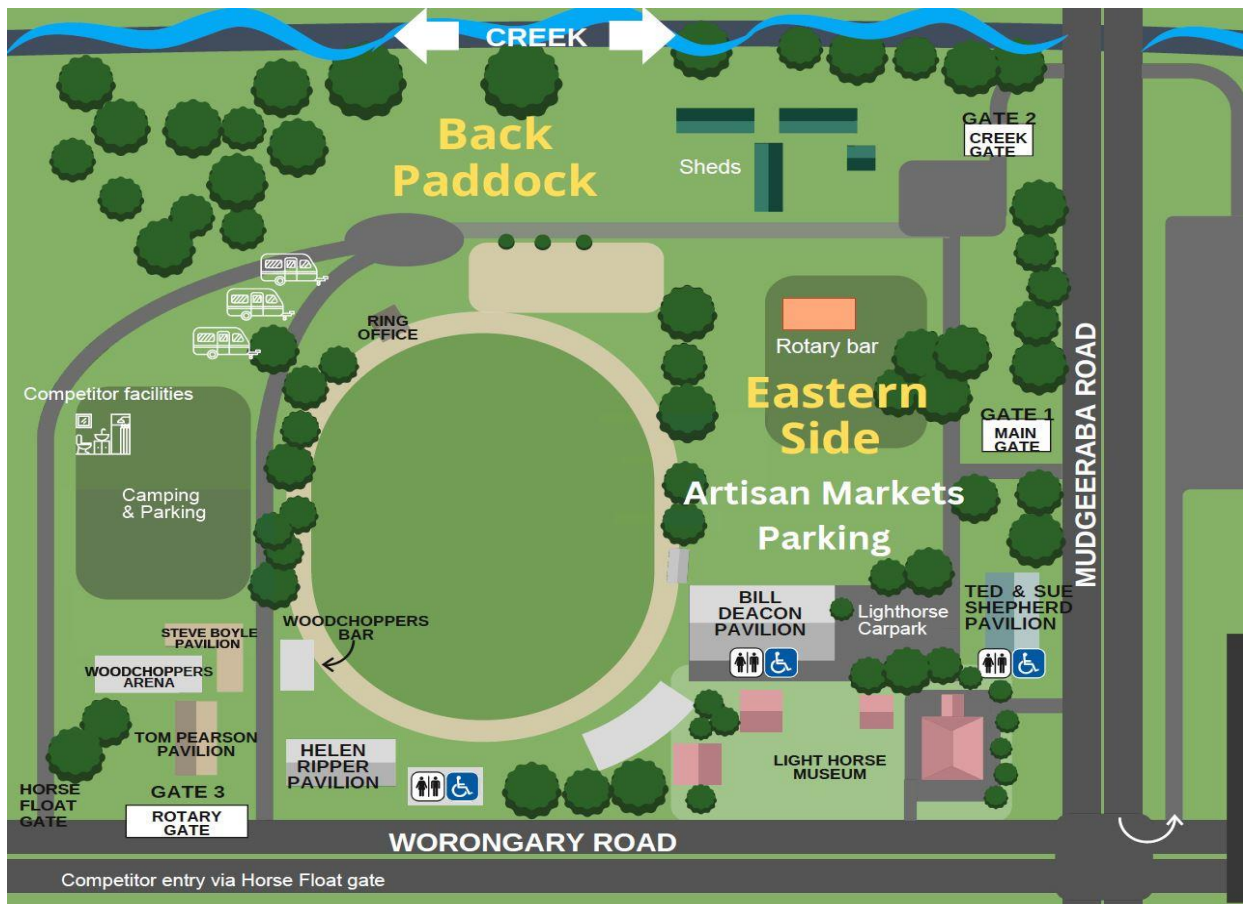 CREEK
Back
Paddock
Sheds
GATE 2
CREEK
GATE
RING
OFFICE
Rotary bar
Competitor facilities
Eastern
Side
GATE 1
MAIN
GATE
MUDGEERABA ROAD
Camping
& Parking
Artisan Markets
Parking
STEVE BOYLE
PAVILION
WOODCHOPPERS
BAR
WOODCHOPPERS
ARENA
BILL
DEACON
PAVILION
Lighthorse
Carpark
TED & SUE
SHEPHERD
PAVILION
TOM PEARSON
PAVILION
HELEN
RIPPER
PAVILION
LIGHT HORSE
MUSEUM
HORSE
FLOAT
GATE
GATE 3
ROTARY
GATE
WORONGARY ROAD
Competitor entry via Horse Float gate